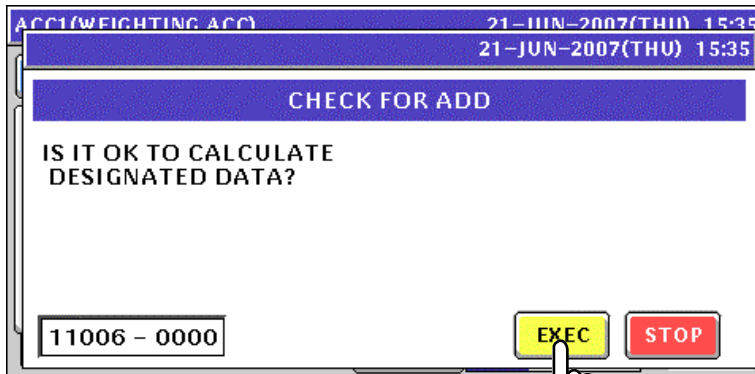 ACC1(WEIGHTING ACC) 21-JUN-2007(THU) 15:35
21-JUN-2007(THU) 15:35
CHECK FOR ADD
IS IT OK TO CALCULATE
DESIGNATED DATA?
11006 - 0000 EXEC STOP